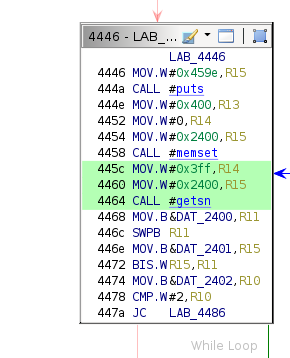 4446 - LAB_...
LAB_4446
4446 MOV.W #0x459e,R15
444a CALL #puts
444e MOV.W #0x400,R13
4452 MOV.W #0,R14
4454 MOV.W #0x2400,R15
4458 CALL #memset
445c MOV.W #0x3ff,R14
4460 MOV.W #0x2400,R15
4464 CALL #getsn
4468 MOV.B &DAT_2400,R11
446c SWPB R11
446e MOV.B &DAT_2401,R15
4472 BIS.W R15,R11
4474 MOV.B &DAT_2402,R10
4478 CMP.W #2,R10
447a JC LAB_4486
While Loop